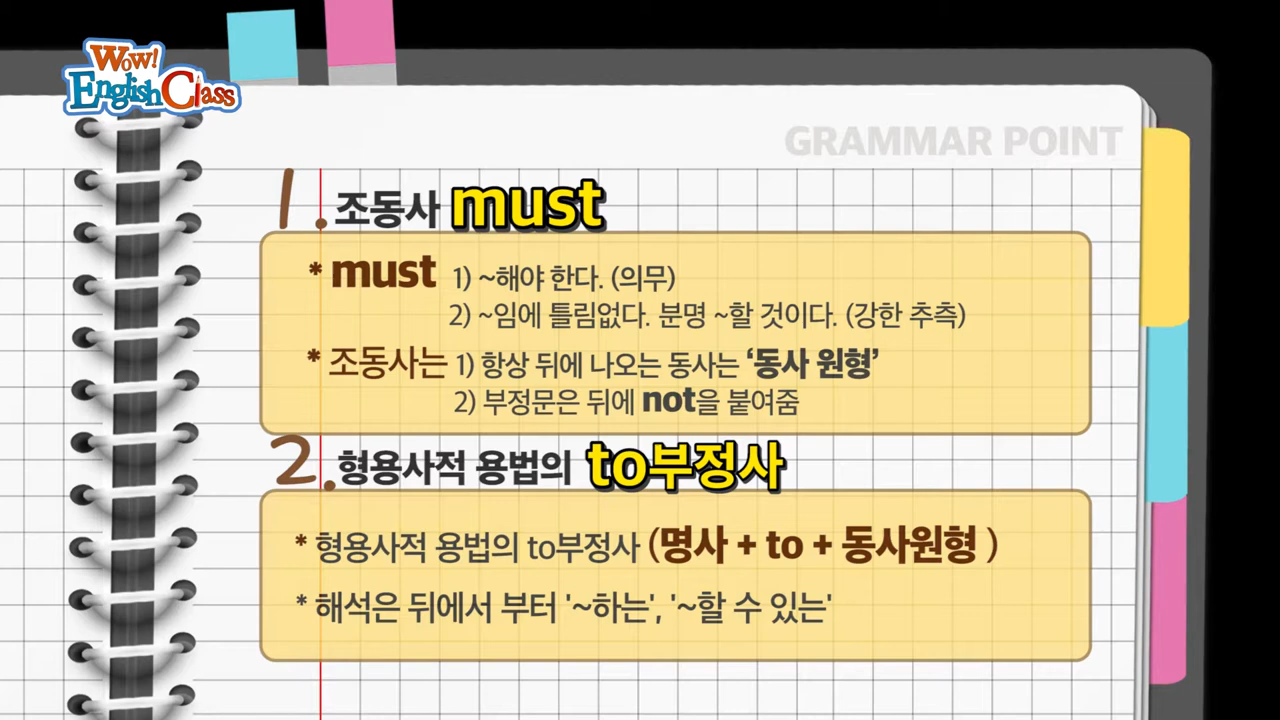 Wow!
English Class
GRAMMAR POINT
1. 조동사 must
* must 1) ~해야 한다. (의무)
2) ~임에 틀림없다. 분명 ~할 것이다. (강한 추측)
* 조동사는 1) 항상 뒤에 나오는 동사는 ‘동사 원형’
2) 부정문은 뒤에 not을 붙여줌
2. 형용사적 용법의 to부정사
* 형용사적 용법의 to부정사 (명사 + to + 동사원형 )
* 해석은 뒤에서 부터 '~하는', '~할 수 있는'